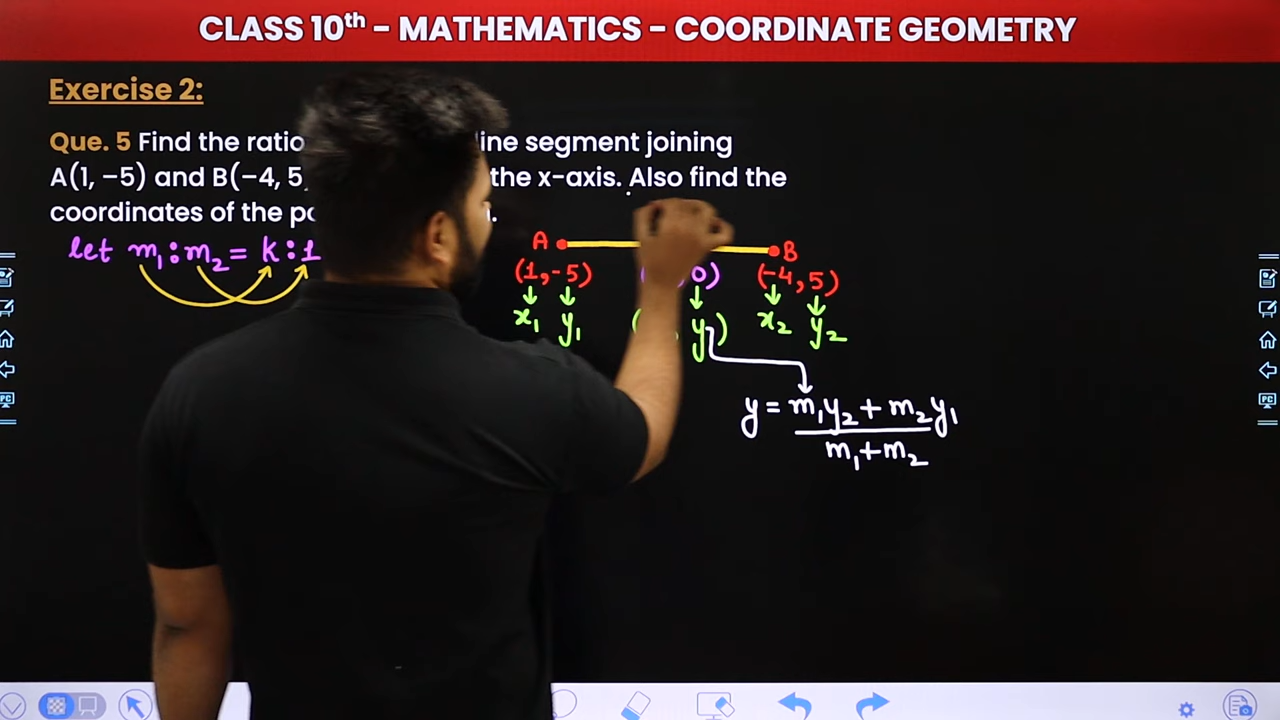 CLASS 10th - MATHEMATICS - COORDINATE GEOMETRY
Exercise 2:
Que. 5 Find the ratio line segment joining
A(1, –5) and B(–4, 5 the x-axis. Also find the
coordinates of the
let m₁:m₂ = k:1
A B
(1,-5) 0) (-4,5)
x₁ y₁ y) x₂ y₂
y = m₁y₂ + m₂y₁
m₁+m₂